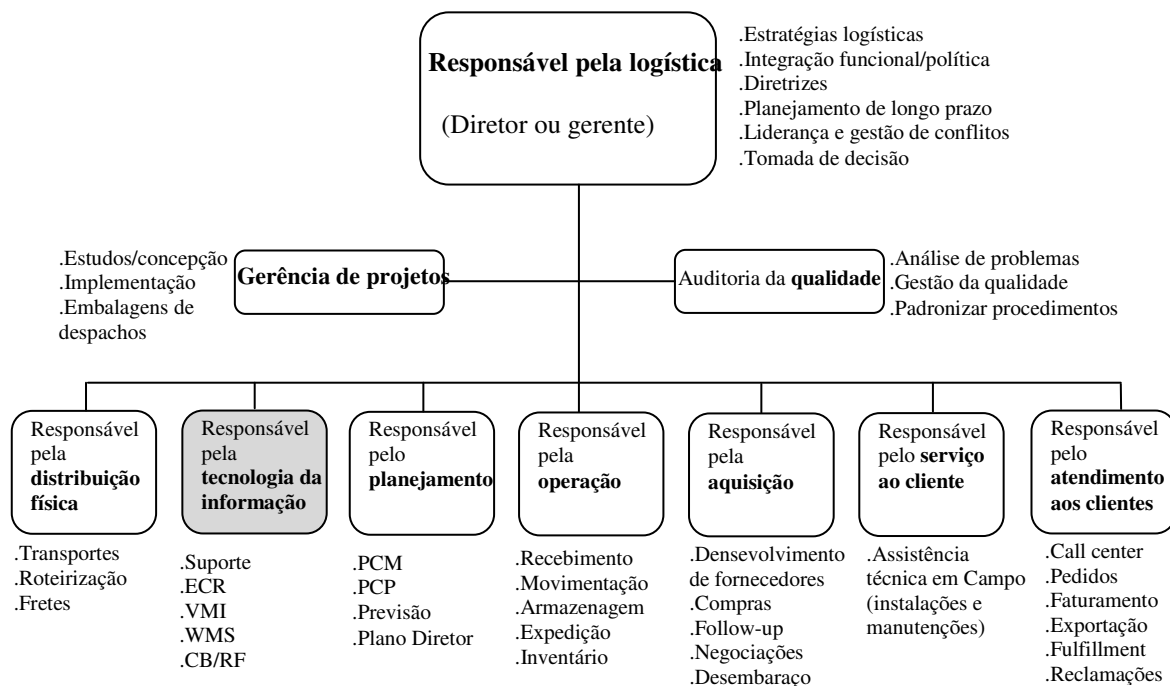 Responsável pela logística
(Diretor ou gerente)
.Estratégias logísticas
.Integração funcional/política
.Diretrizes
.Planejamento de longo prazo
.Liderança e gestão de conflitos
.Tomada de decisão
.Estudos/concepção
.Implementação
.Embalagens de
despachos
Gerência de projetos
Auditoria da qualidade
.Análise de problemas
.Gestão da qualidade
.Padronizar procedimentos
Responsável
pela
distribuição
física
.Transportes
.Roteirização
.Fretes
Responsável
pela
tecnologia da
informação
.Suporte
.ECR
.VMI
.WMS
.CB/RF
Responsável
pelo
planejamento
.PCM
.PCP
.Previsão
.Plano Diretor
Responsável
pela
operação
.Recebimento
.Movimentação
.Armazenagem
.Expedição
.Inventário
Responsável
pela
aquisição
.Densevolvimento
de fornecedores
.Compras
.Follow-up
.Negociações
.Desembaraço
Responsável
pelo serviço
ao cliente
.Assistência
técnica em Campo
(instalações e
manutenções)
Responsável
pelo
atendimento
aos clientes
.Call center
.Pedidos
.Faturamento
.Exportação
.Fulfillment
.Reclamações